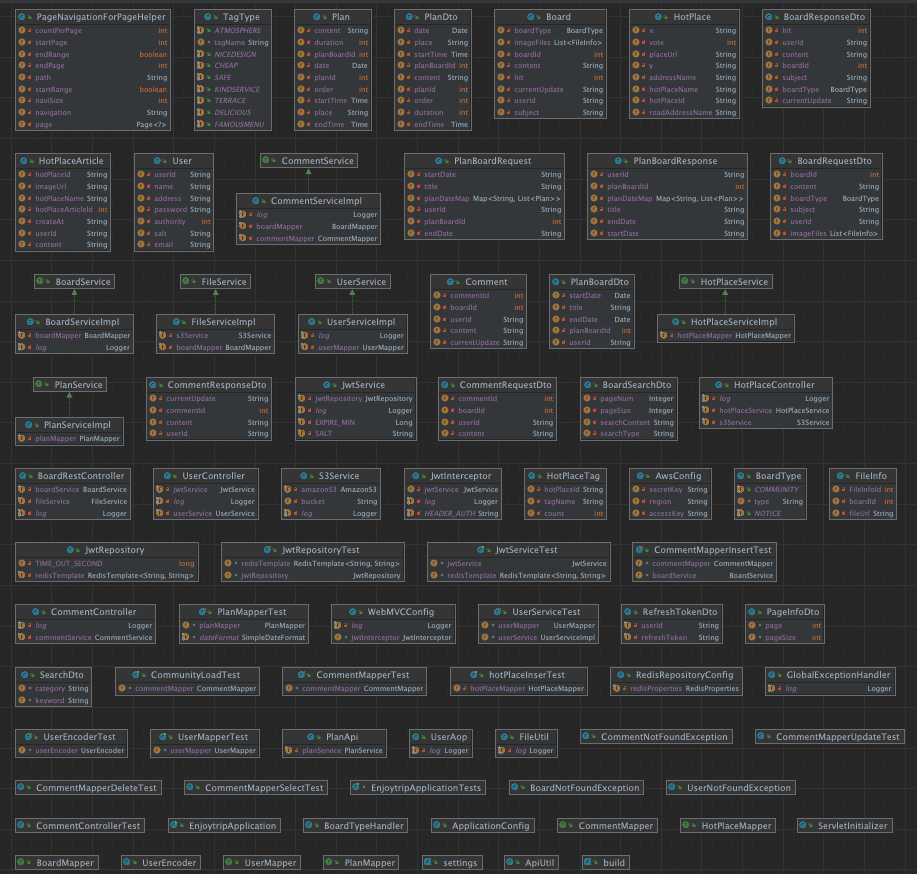 PageNavigationForPageHelper
countPerPage int
startPage int
endRange boolean
endPage int
path String
startRange boolean
naviSize int
navigation String
page Page<?>
TagType
ATMOSPHERE
tagName String
NICEDESIGN
CHEAP
SAFE
KINDSERVICE
TERRACE
DELICIOUS
FAMOUSMENU
Plan
content String
duration int
planBoardId int
date Date
planId int
order int
startTime Time
place String
endTime Time
PlanDto
date Date
place String
startTime Time
planBoardId int
content String
planId int
order int
duration int
endTime Time
Board
boardType BoardType
imageFiles List<FileInfo>
boardId int
content String
hit int
currentUpdate String
userId String
subject String
HotPlace
x String
vote int
placeUrl String
y String
addressName String
hotPlaceName String
hotPlaceId String
roadAddressName String
BoardResponseDto
hit int
userId String
content String
boardId int
subject String
boardType BoardType
currentUpdate String
HotPlaceArticle
hotPlaceId String
imageUrl String
hotPlaceName String
hotPlaceArticleId int
createAt String
userId String
content String
User
userId String
name String
address String
password String
authority int
salt String
email String
CommentService
CommentServiceImpl
log Logger
boardMapper BoardMapper
commentMapper CommentMapper
PlanBoardRequest
startDate String
title String
planDateMap Map<String, List<Plan>>
userId String
planBoardId int
endDate String
PlanBoardResponse
userId String
planBoardId int
planDateMap Map<String, List<Plan>>
title String
endDate String
startDate String
BoardRequestDto
boardId int
content String
boardType BoardType
subject String
userId String
imageFiles List<FileInfo>
BoardService
BoardServiceImpl
boardMapper BoardMapper
log Logger
FileService
FileServiceImpl
s3Service S3Service
boardMapper BoardMapper
UserService
UserServiceImpl
log Logger
userMapper UserMapper
Comment
commentId int
boardId int
userId String
content String
currentUpdate String
PlanBoardDto
startDate Date
title String
endDate Date
planBoardId int
userId String
HotPlaceService
HotPlaceServiceImpl
hotPlaceMapper HotPlaceMapper
PlanService
PlanServiceImpl
planMapper PlanMapper
CommentResponseDto
currentUpdate String
commentId int
content String
userId String
JwtService
jwtRepository JwtRepository
log Logger
EXPIRE_MIN Long
SALT String
CommentRequestDto
commentId int
boardId int
userId String
content String
BoardSearchDto
pageNum Integer
pageSize Integer
searchContent String
searchType String
HotPlaceController
log Logger
hotPlaceService HotPlaceService
s3Service S3Service
BoardRestController
boardService BoardService
fileService FileService
log Logger
UserController
jwtService JwtService
log Logger
userService UserService
S3Service
amazonS3 AmazonS3
bucket String
log Logger
JwtInterceptor
jwtService JwtService
log Logger
HEADER_AUTH String
HotPlaceTag
hotPlaceId String
tagName String
count int
AwsConfig
secretKey String
region String
accessKey String
BoardType
COMMUNITY
type String
NOTICE
FileInfo
fileInfoId int
boardId int
fileUrl String
JwtRepository
TIME_OUT_SECOND long
redisTemplate RedisTemplate<String, String>
JwtRepositoryTest
redisTemplate RedisTemplate<String, String>
jwtRepository JwtRepository
JwtServiceTest
jwtService JwtService
redisTemplate RedisTemplate<String, String>
CommentMapperInsertTest
commentMapper CommentMapper
boardService BoardService
CommentController
log Logger
commentService CommentService
PlanMapperTest
planMapper PlanMapper
dateFormat SimpleDateFormat
WebMVCConfig
log Logger
jwtInterceptor JwtInterceptor
UserServiceTest
userMapper UserMapper
userService UserServiceImpl
RefreshTokenDto
userId String
refreshToken String
PageInfoDto
page int
pageSize int
SearchDto
category String
keyword String
CommunityLoadTest
commentMapper CommentMapper
CommentMapperTest
commentMapper CommentMapper
hotPlaceInserTest
hotPlaceMapper HotPlaceMapper
RedisRepositoryConfig
redisProperties RedisProperties
GlobalExceptionHandler
log Logger
UserEncoderTest
userEncoder UserEncoder
UserMapperTest
userMapper UserMapper
PlanApi
planService PlanService
UserAop
log Logger
FileUtil
log Logger
CommentNotFoundException
CommentMapperUpdateTest
CommentMapperDeleteTest
CommentMapperSelectTest
EnjoytripApplicationTests
BoardNotFoundException
UserNotFoundException
CommentControllerTest
EnjoytripApplication
BoardTypeHandler
ApplicationConfig
CommentMapper
HotPlaceMapper
ServletInitializer
BoardMapper
UserEncoder
UserMapper
PlanMapper
settings
ApiUtil
build